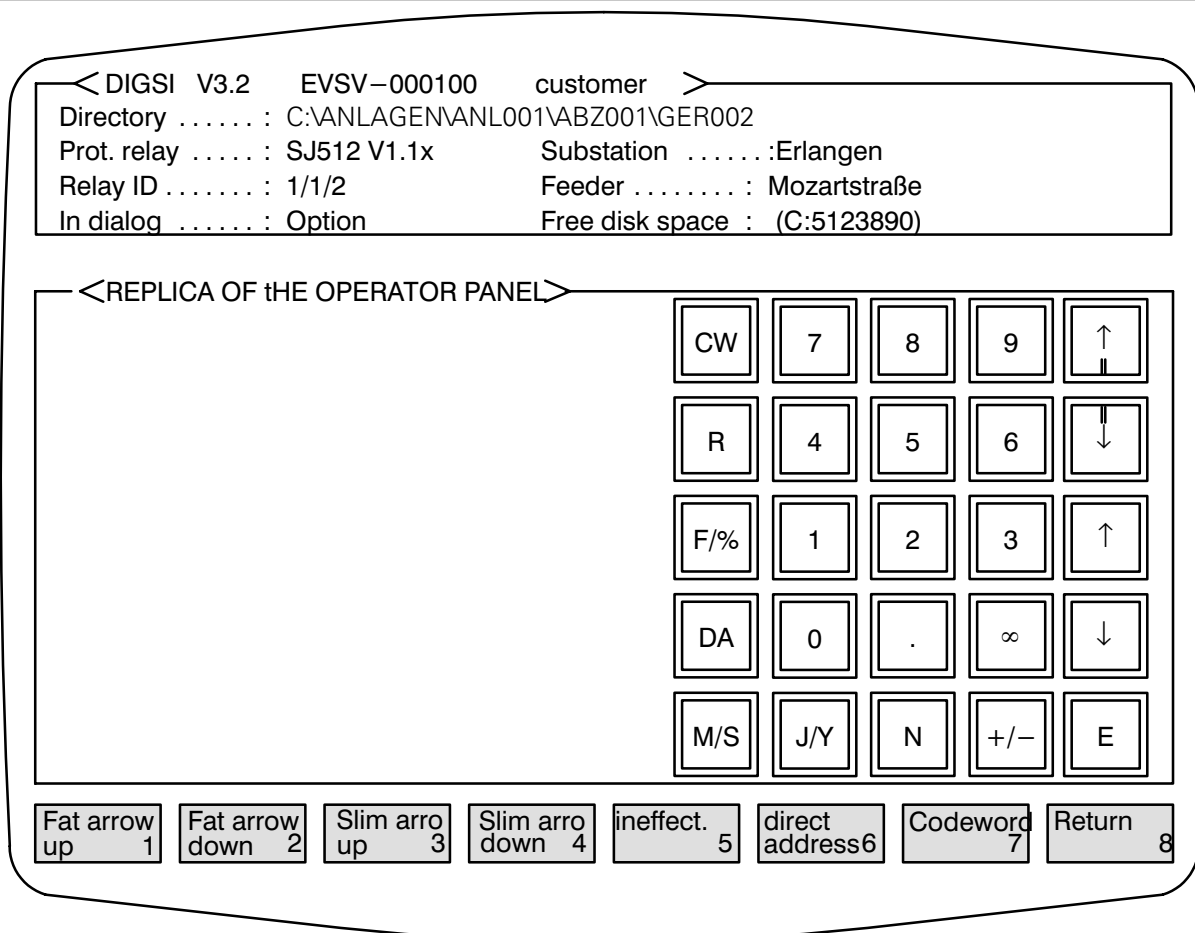 <DIGSI V3.2 EVSV−000100 customer >
Directory . . . . . . : C:\ANLAGEN\ANL001\ABZ001\GER002
Prot. relay . . . . . : SJ512 V1.1x Substation . . . . . . :Erlangen
Relay ID . . . . . . . : 1/1/2 Feeder . . . . . . . . : Mozartstraße
In dialog . . . . . . : Option Free disk space : (C:5123890)
<REPLICA OF tHE OPERATOR PANEL>
CW 7 8 9 ↑
R 4 5 6 ↓
F/% 1 2 3 ↑
DA 0 . ∞ ↓
M/S J/Y N +/− E
Fat arrow Fat arrow Slim arro Slim arro ineffect. direct Codeword Return
up 1 down 2 up 3 down 4 5 address6 7 8